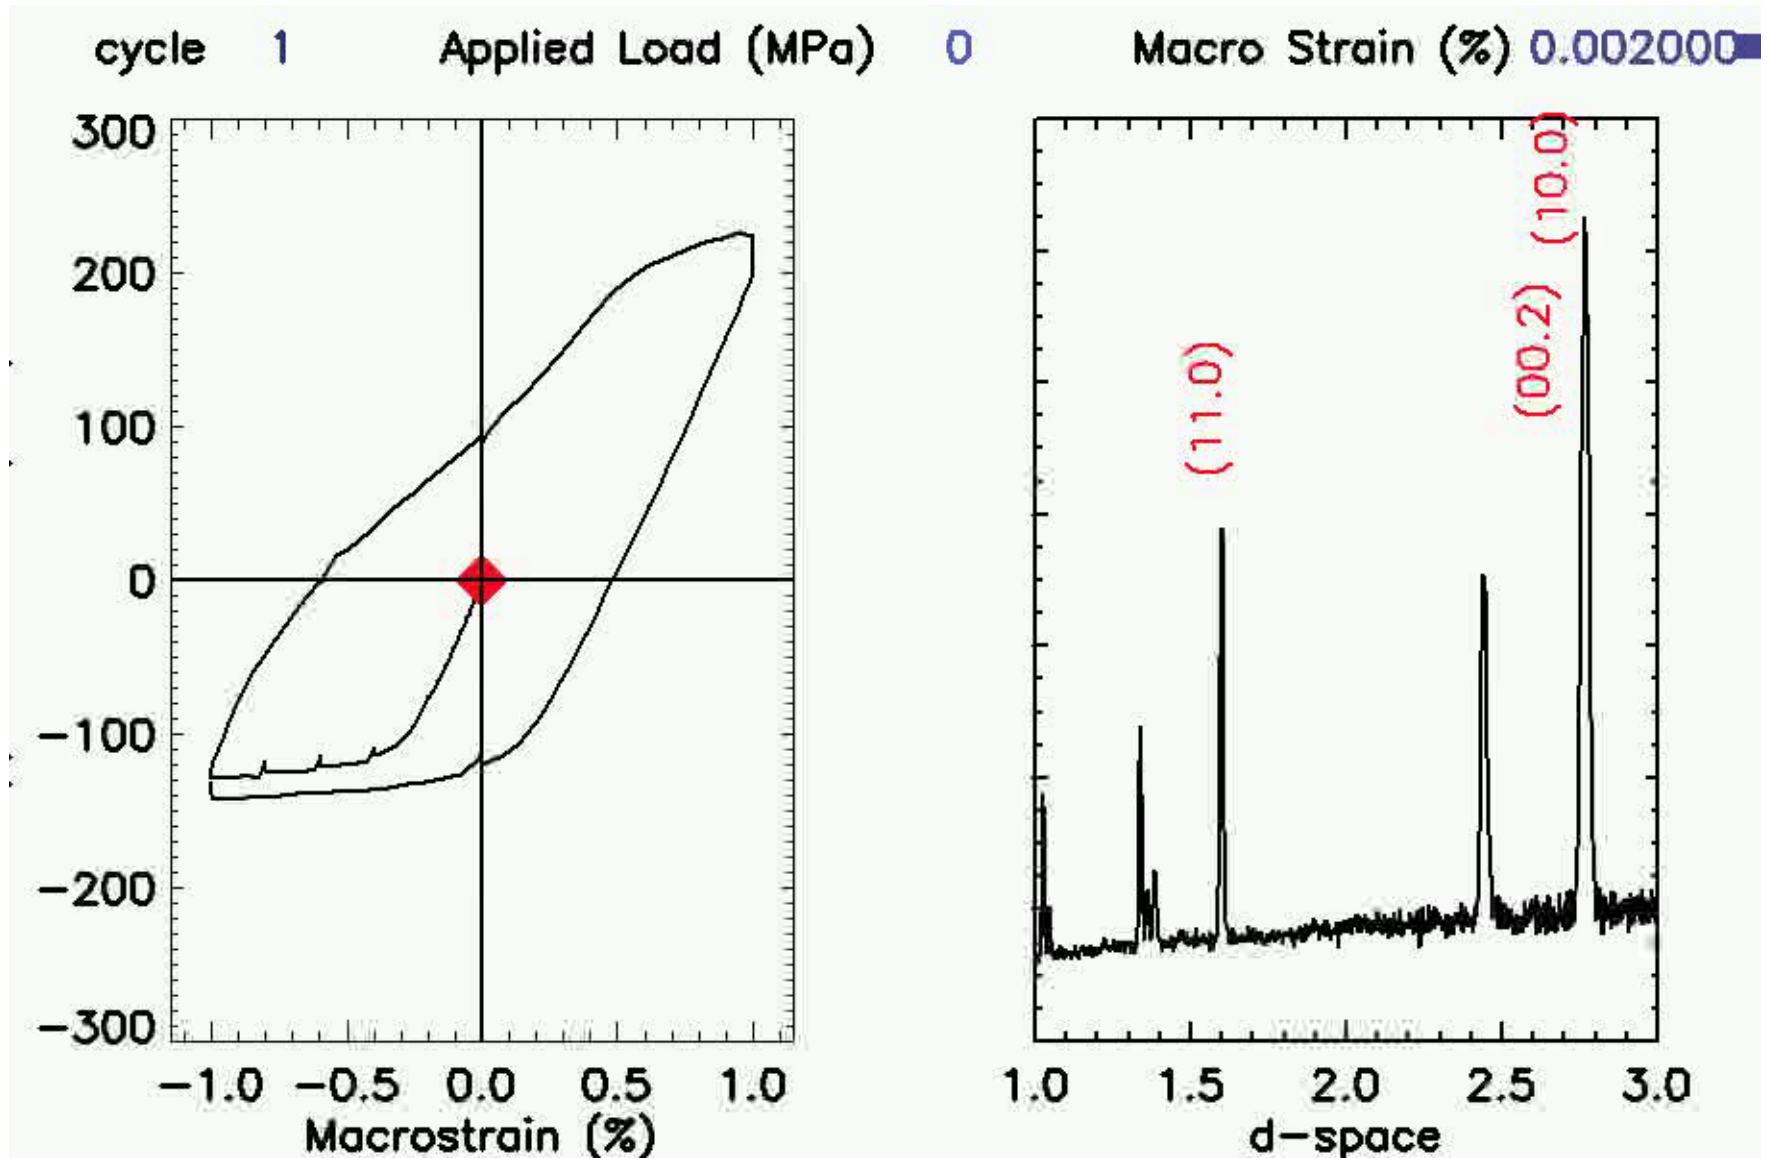 cycle 1 Applied Load (MPa) 0 Macro Strain (%) 0.002000
300
200
100
0
-100
-200
-300
-1.0 -0.5 0.0 0.5 1.0
Macrostrain (%)
(11.0)
(00.2)
(10.0)
1.0 1.5 2.0 2.5 3.0
d-space